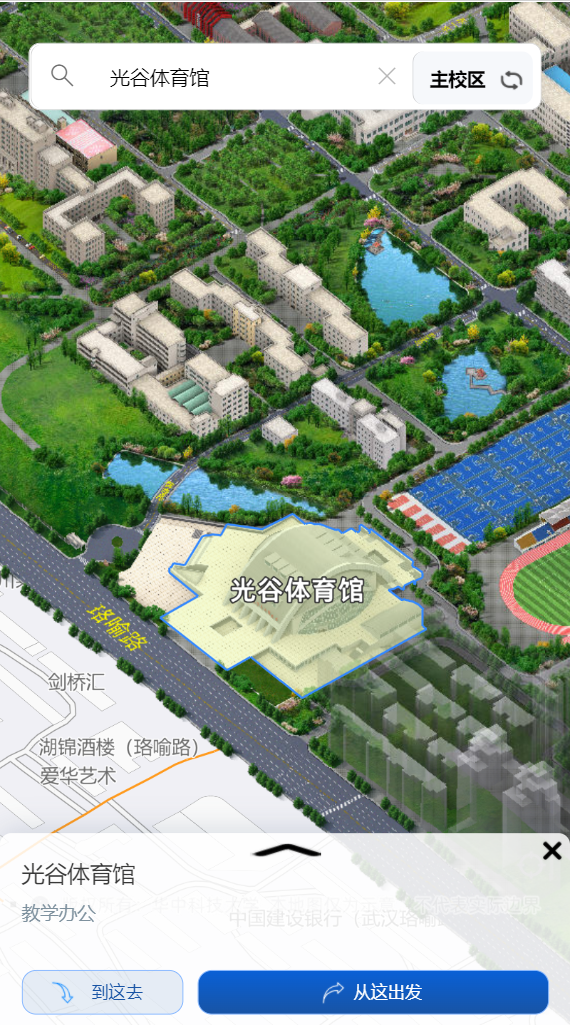 光谷体育馆
主校区
光谷体育馆
珞喻路
剑桥汇
湖锦酒楼（珞喻路）
爱华艺术
光谷体育馆
教学办公
中国建设银行（武汉珞喻
到这去
从这出发